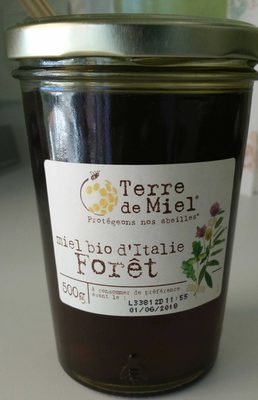 Terre
de Miel®
Protégeons nos abeilles®
miel bio d'Italie
Forêt
500g
à consommer de préférence
avant le :
L33812D11:55
01/06/2018